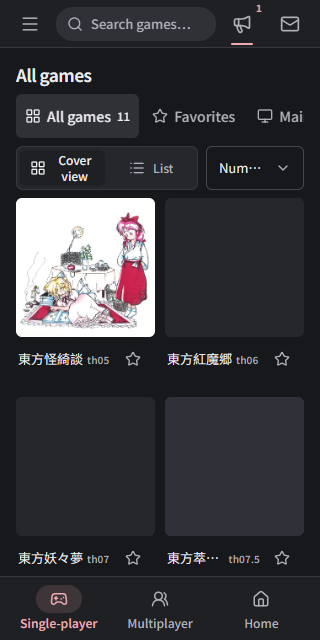 Search games…
1
All games
All games 11
Favorites
Mai
Cover view
List
Num…
東方怪綺談 th05
東方紅魔郷 th06
東方妖々夢 th07
東方萃… th07.5
Single-player
Multiplayer
Home